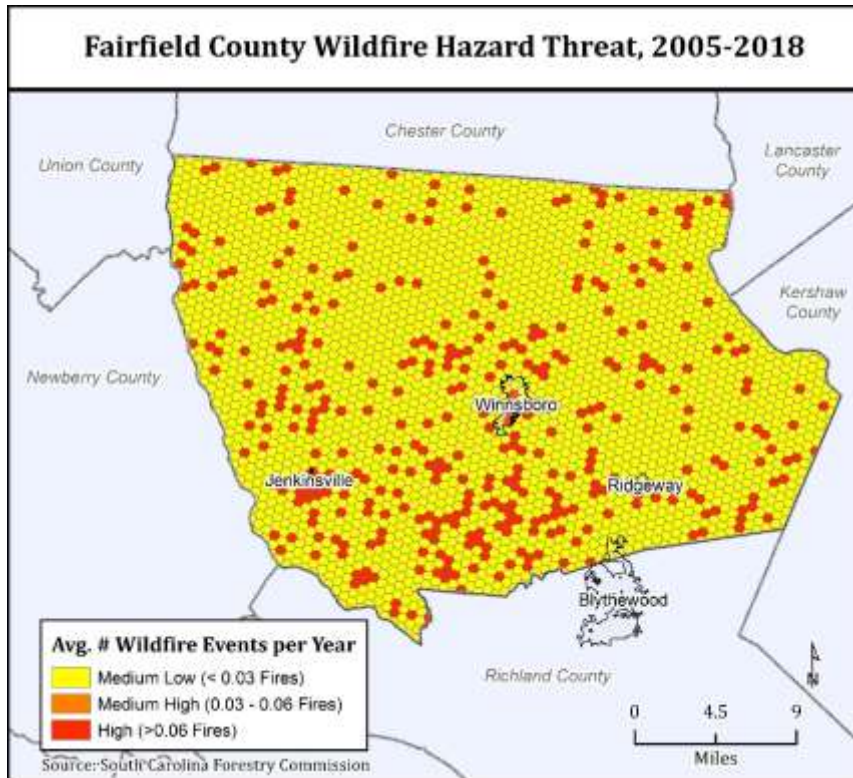 Fairfield County Wildfire Hazard Threat, 2005-2018
Chester County
Union County
Lancaster
County
Kershaw
County
Newberry County
Winnsboro
Jenkinsville
Ridgeway
Blythewood
Richland County
Avg. # Wildfire Events per Year
Medium Low (< 0.03 Fires)
Medium High (0.03 - 0.06 Fires)
High (>0.06 Fires)
Source: South Carolina Forestry Commission
N
0 4.5 9
Miles